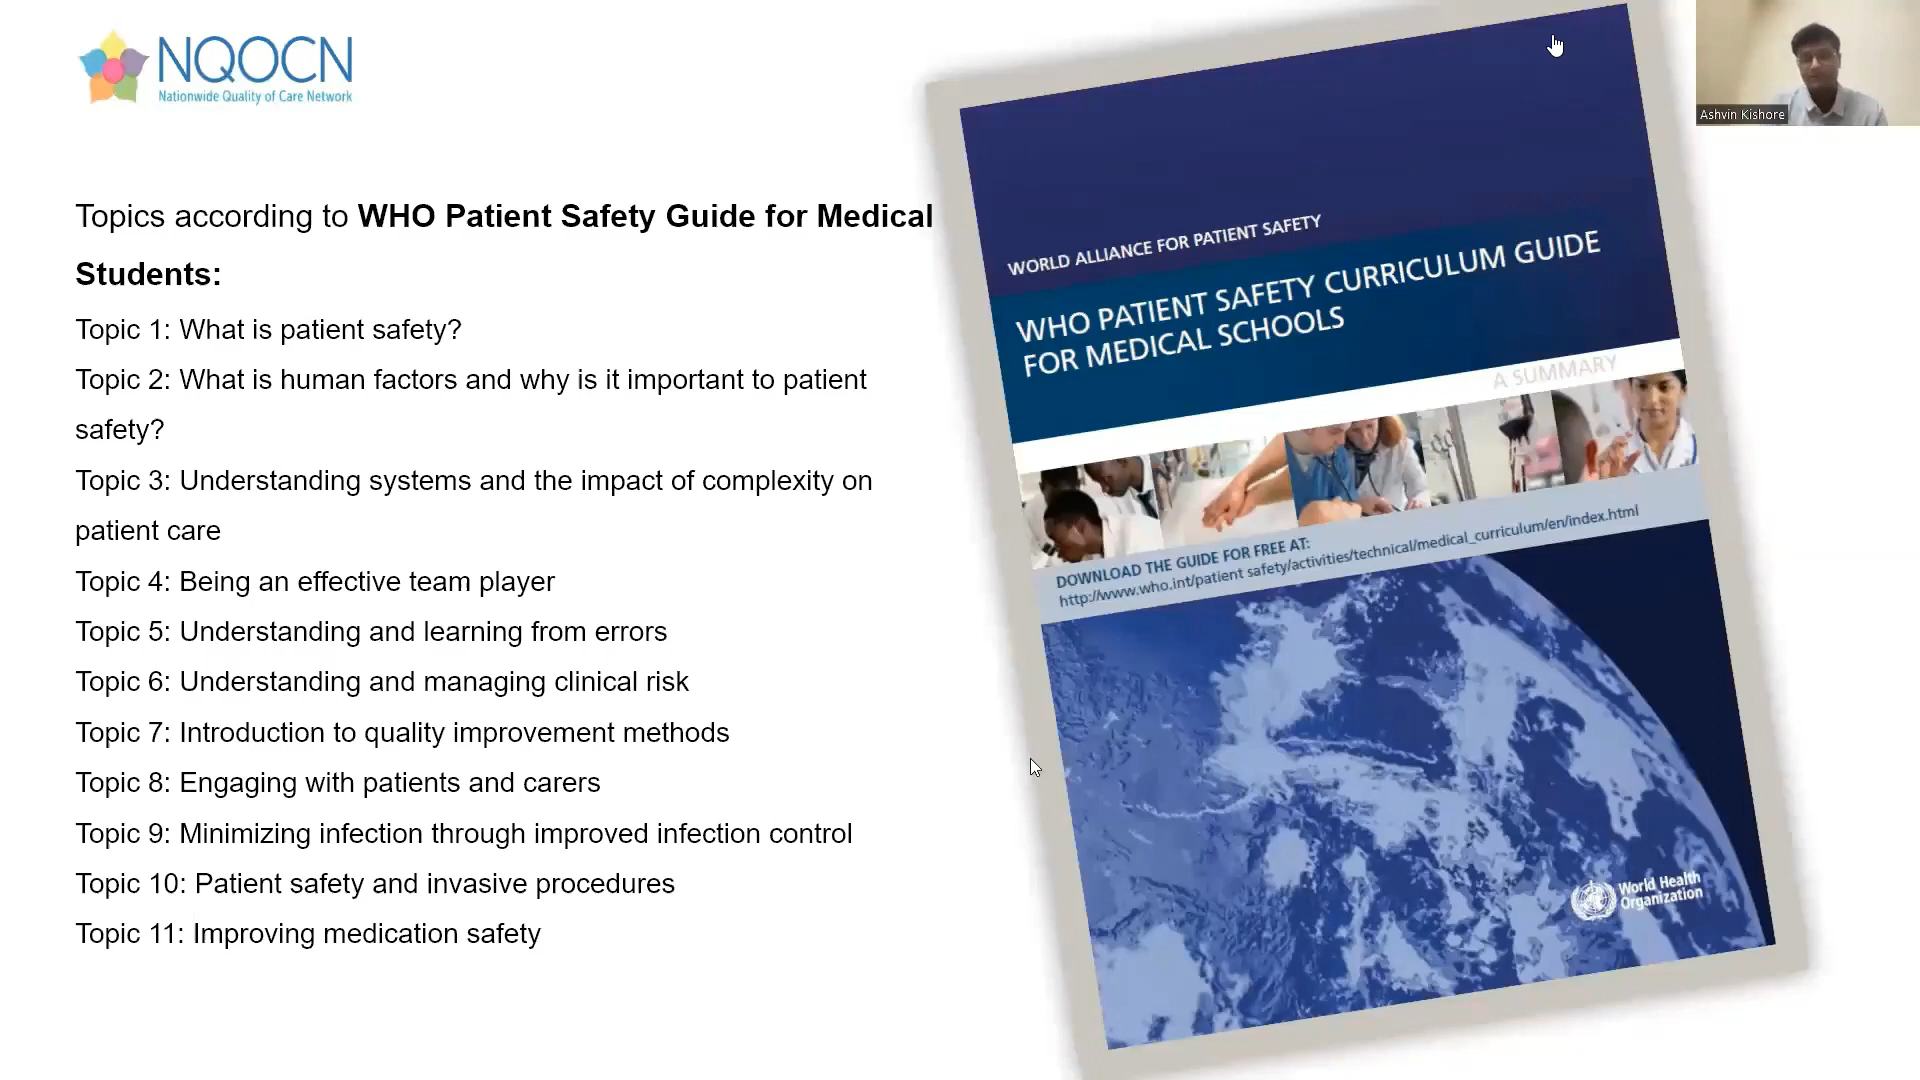 NQOCN
Nationwide Quality of Care Network
Topics according to WHO Patient Safety Guide for Medical
Students:
Topic 1: What is patient safety?
Topic 2: What is human factors and why is it important to patient
safety?
Topic 3: Understanding systems and the impact of complexity on
patient care
Topic 4: Being an effective team player
Topic 5: Understanding and learning from errors
Topic 6: Understanding and managing clinical risk
Topic 7: Introduction to quality improvement methods
Topic 8: Engaging with patients and carers
Topic 9: Minimizing infection through improved infection control
Topic 10: Patient safety and invasive procedures
Topic 11: Improving medication safety
WORLD ALLIANCE FOR PATIENT SAFETY
WHO PATIENT SAFETY CURRICULUM GUIDE
FOR MEDICAL SCHOOLS
A SUMMARY
DOWNLOAD THE GUIDE FOR FREE AT:
http://www.who.int/patient safety/activities/technical/medical_curriculum/en/index.html
World Health
Organization
Ashvin Kishore